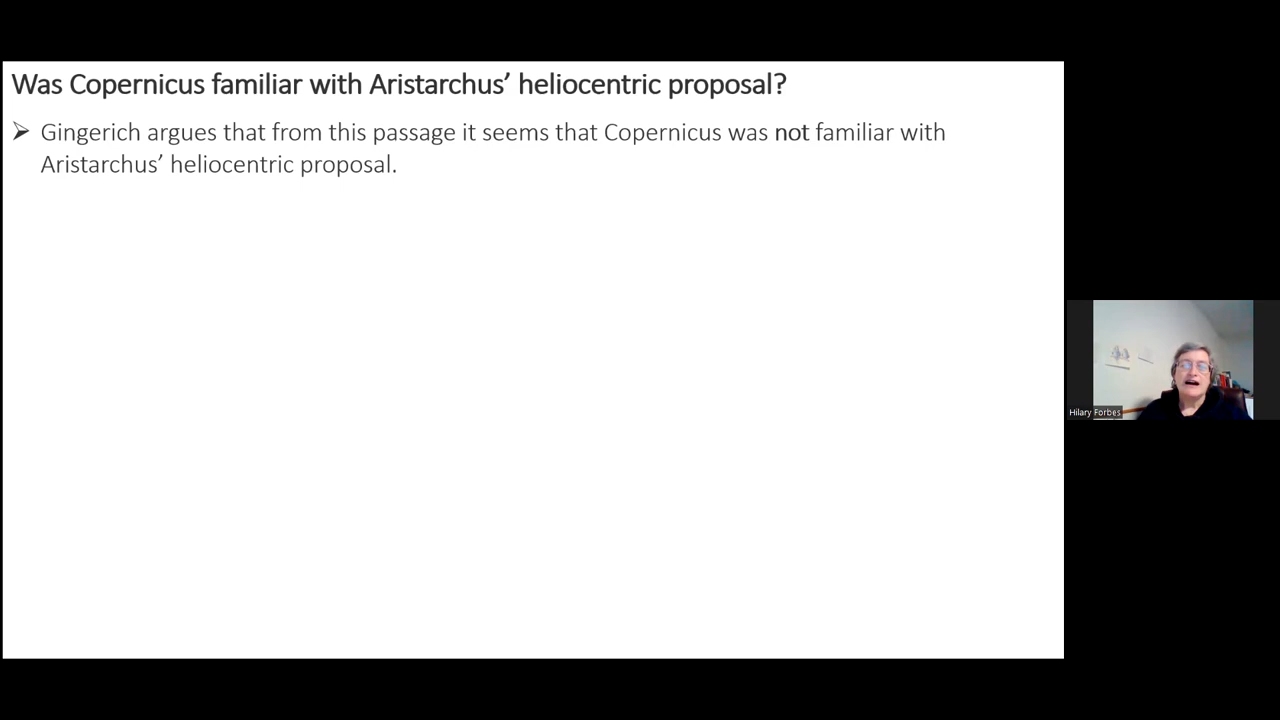 Was Copernicus familiar with Aristarchus’ heliocentric proposal?
➢ Gingerich argues that from this passage it seems that Copernicus was not familiar with
Aristarchus’ heliocentric proposal.
Hilary Forbes